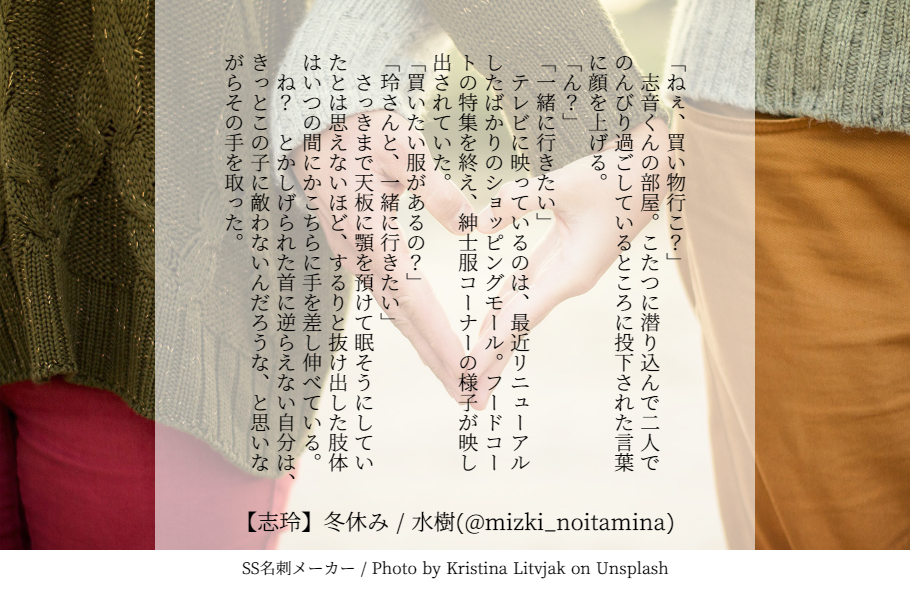 「ねぇ、買い物行こ？」
　志音くんの部屋。こたつに潜り込んで二人で
のんびり過ごしているところに投下された言葉
に顔を上げる。
「ん？」
「一緒に行きたい」
　テレビに映っているのは、最近リニューアル
したばかりのショッピングモール。フードコー
トの特集を終え、紳士服コーナーの様子が映し
出されていた。
「買いたい服があるの？」
「玲さんと、一緒に行きたい」
　さっきまで天板に顎を預けて眠そうにしてい
たとは思えないほど、するりと抜け出した肢体
はいつの間にかこちらに手を差し伸べている。
　ね？　とかしげられた首に逆らえない自分は、
きっとこの子に敵わないんだろうな、と思いな
がらその手を取った。
【志玲】冬休み / 水樹(@mizki_noitamina)
SS名刺メーカー / Photo by Kristina Litvjak on Unsplash